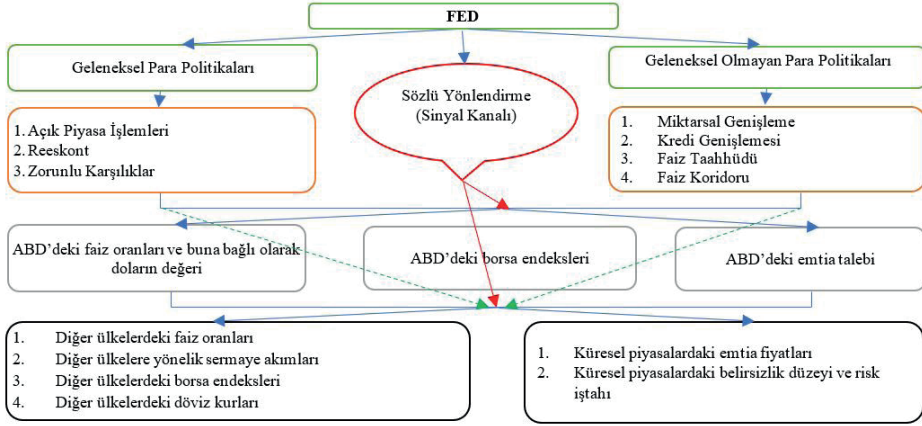 FED
Geleneksel Para Politikaları
Geleneksel Olmayan Para Politikaları
Sözlü Yönlendirme
(Sinyal Kanalı)
1. Açık Piyasa İşlemleri
2. Reeskont
3. Zorunlu Karşılıklar
1. Miktarsal Genişleme
2. Kredi Genişlemesi
3. Faiz Taahhüdü
4. Faiz Koridoru
ABD’deki faiz oranları ve buna bağlı olarak
doların değeri
ABD’deki borsa endeksleri
ABD’deki emtia talebi
1. Diğer ülkelerdeki faiz oranları
2. Diğer ülkelere yönelik sermaye akımları
3. Diğer ülkelerdeki borsa endeksleri
4. Diğer ülkelerdeki döviz kurları
1. Küresel piyasalardaki emtia fiyatları
2. Küresel piyasalardaki belirsizlik düzeyi ve risk
iştahı